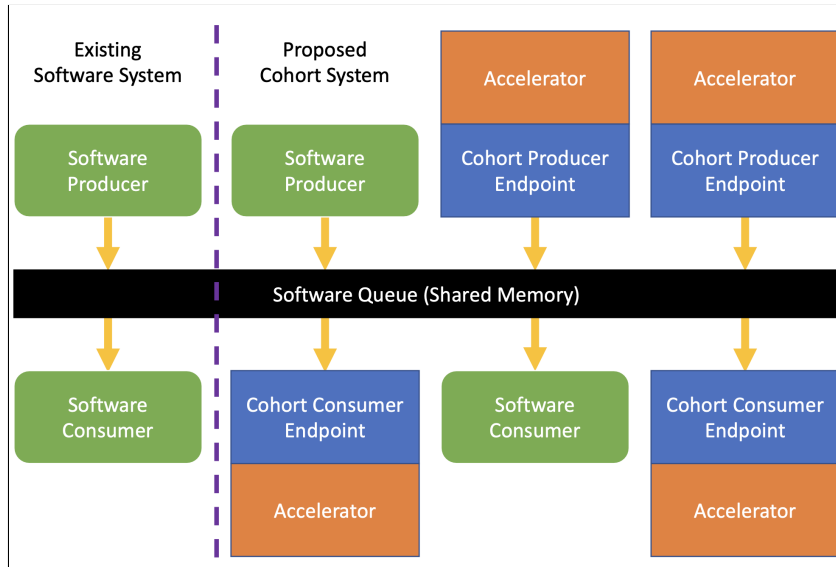 Existing
Software System
Proposed
Cohort System
Accelerator
Accelerator
Software
Producer
Software
Producer
Cohort Producer
Endpoint
Cohort Producer
Endpoint
Software Queue (Shared Memory)
Software
Consumer
Cohort Consumer
Endpoint
Software
Consumer
Cohort Consumer
Endpoint
Accelerator
Accelerator